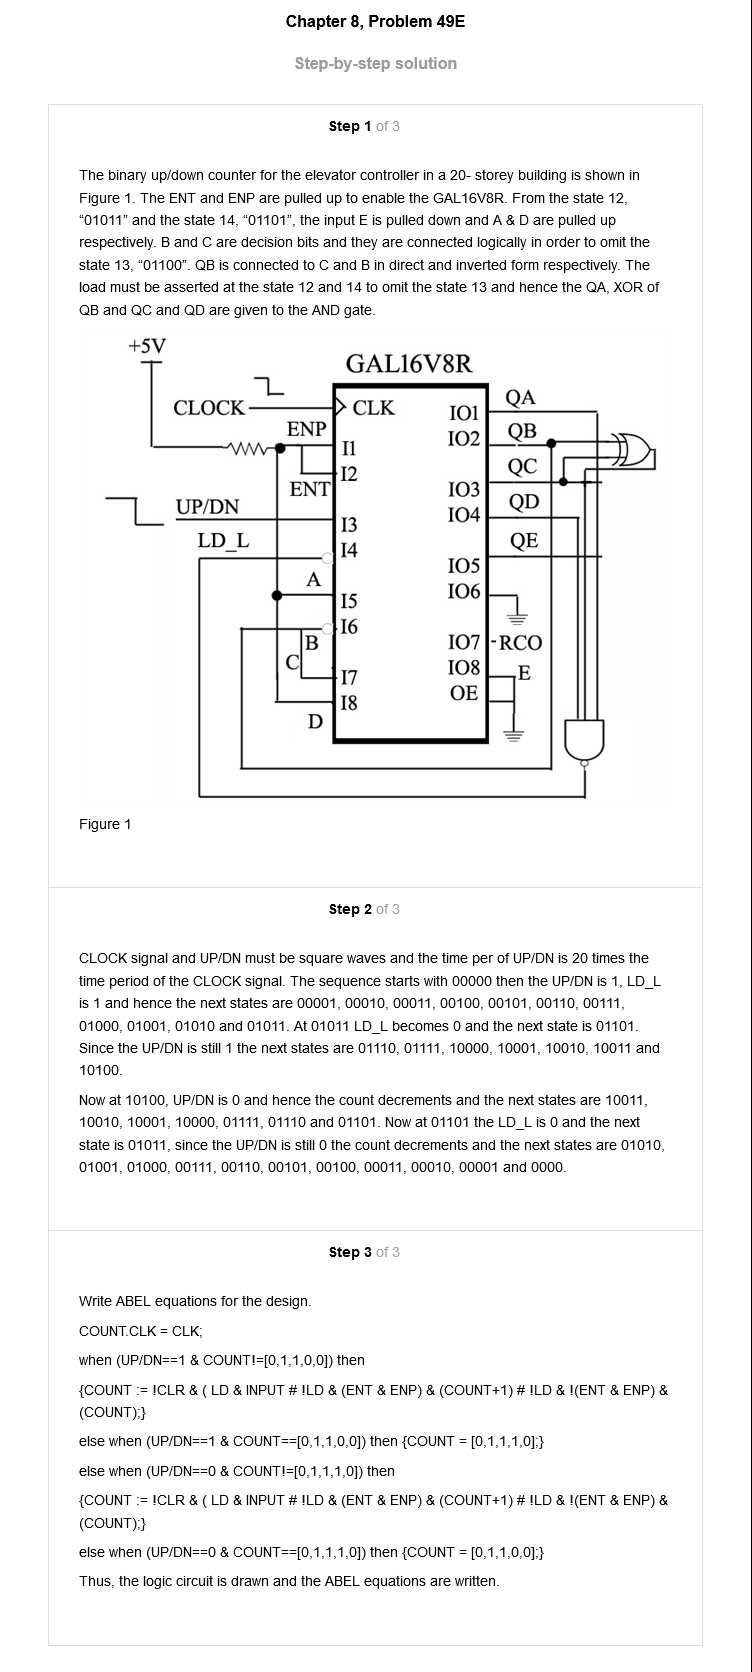 Chapter 8, Problem 49E
Step-by-step solution
Step 1 of 3
The binary up/down counter for the elevator controller in a 20- storey building is shown in
Figure 1. The ENT and ENP are pulled up to enable the GAL16V8R. From the state 12,
“01011” and the state 14, “01101”, the input E is pulled down and A & D are pulled up
respectively. B and C are decision bits and they are connected logically in order to omit the
state 13, “01100”. QB is connected to C and B in direct and inverted form respectively. The
load must be asserted at the state 12 and 14 to omit the state 13 and hence the QA, XOR of
QB and QC and QD are given to the AND gate.
+5V
GAL16V8R
CLOCK
CLK
QA
IO1
ENP
QB
IO2
I1
I2
QC
ENT
IO3
UP/DN
QD
IO4
I3
LD_L
I4
QE
IO5
A
IO6
I5
I6
B
IO7
-RCO
C
IO8
E
I7
OE
I8
D
Figure 1
Step 2 of 3
CLOCK signal and UP/DN must be square waves and the time per of UP/DN is 20 times the
time period of the CLOCK signal. The sequence starts with 00000 then the UP/DN is 1, LD_L
is 1 and hence the next states are 00001, 00010, 00011, 00100, 00101, 00110, 00111,
01000, 01001, 01010 and 01011. At 01011 LD_L becomes 0 and the next state is 01101.
Since the UP/DN is still 1 the next states are 01110, 01111, 10000, 10001, 10010, 10011 and
10100.
Now at 10100, UP/DN is 0 and hence the count decrements and the next states are 10011,
10010, 10001, 10000, 01111, 01110 and 01101. Now at 01101 the LD_L is 0 and the next
state is 01011, since the UP/DN is still 0 the count decrements and the next states are 01010,
01001, 01000, 00111, 00110, 00101, 00100, 00011, 00010, 00001 and 0000.
Step 3 of 3
Write ABEL equations for the design.
COUNT.CLK = CLK;
when (UP/DN==1 & COUNT!=[0,1,1,0,0]) then
{COUNT := !CLR & ( LD & INPUT # !LD & (ENT & ENP) & (COUNT+1) # !LD & !(ENT & ENP) &
(COUNT);}
else when (UP/DN==1 & COUNT==[0,1,1,0,0]) then {COUNT = [0,1,1,1,0];}
else when (UP/DN==0 & COUNT!=[0,1,1,1,0]) then
{COUNT := !CLR & ( LD & INPUT # !LD & (ENT & ENP) & (COUNT+1) # !LD & !(ENT & ENP) &
(COUNT);}
else when (UP/DN==0 & COUNT==[0,1,1,1,0]) then {COUNT = [0,1,1,0,0];}
Thus, the logic circuit is drawn and the ABEL equations are written.